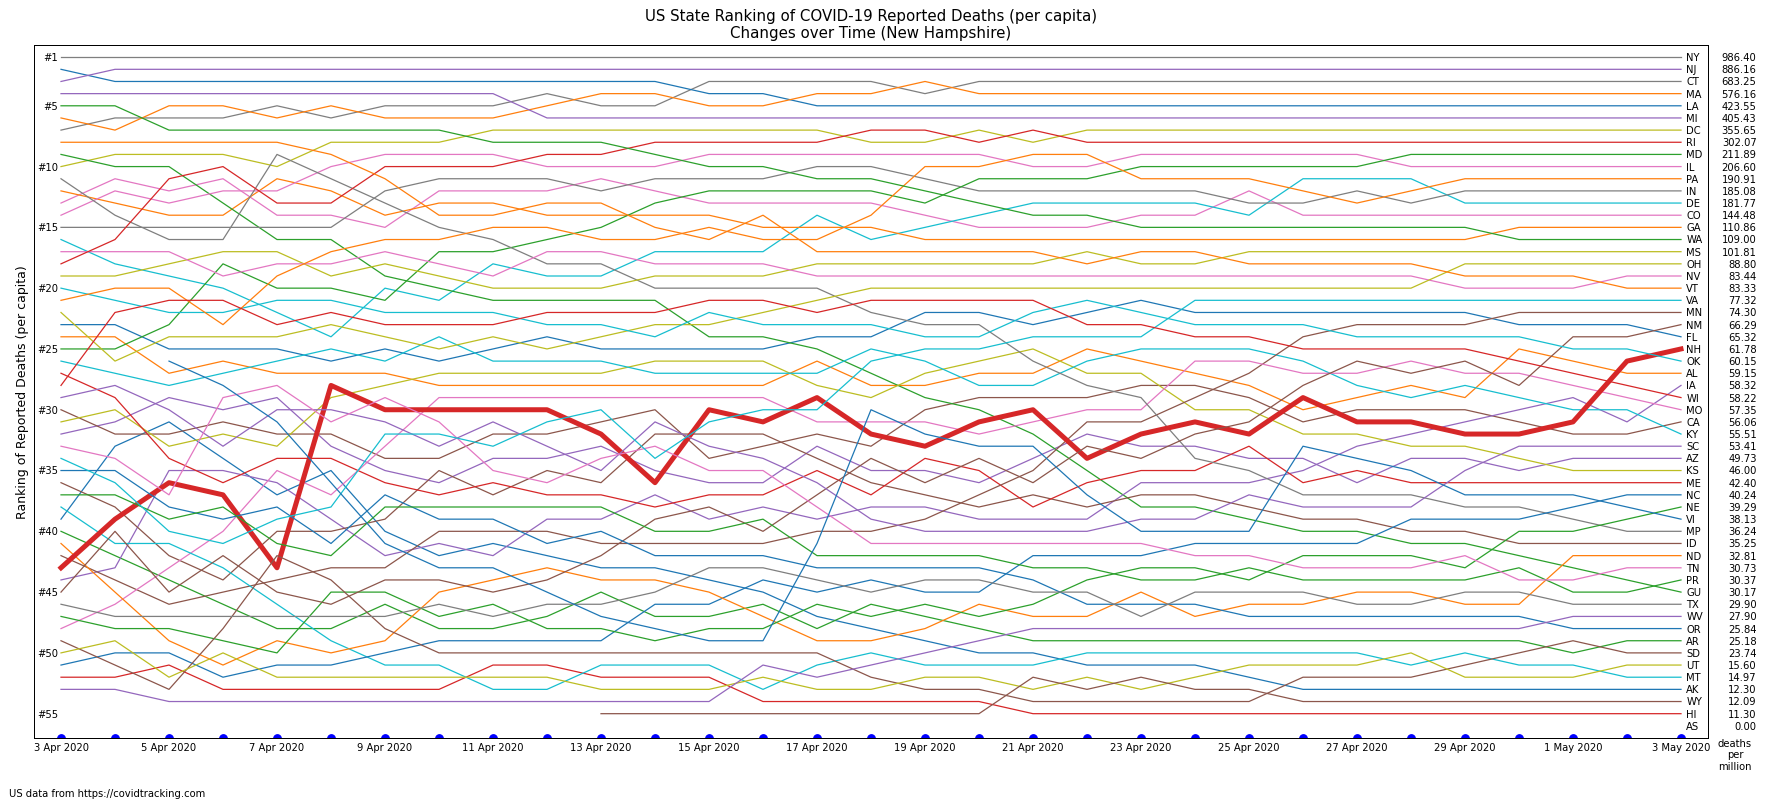 US State Ranking of COVID-19 Reported Deaths (per capita)
Changes over Time (New Hampshire)
Ranking of Reported Deaths (per capita)
#1
#5
#10
#15
#20
#25
#30
#35
#40
#45
#50
#55
NY 986.40
NJ 886.16
CT 683.25
MA 576.16
LA 423.55
MI 405.43
DC 355.65
RI 302.07
MD 211.89
IL 206.60
PA 190.91
IN 185.08
DE 181.77
CO 144.48
GA 110.86
WA 109.00
MS 101.81
OH 88.80
NV 83.44
VT 83.33
VA 77.32
MN 74.30
NM 66.29
FL 65.32
NH 61.78
OK 60.15
AL 59.15
IA 58.32
WI 58.22
MO 57.35
CA 56.06
KY 55.51
SC 53.41
AZ 49.73
KS 46.00
ME 42.40
NC 40.24
NE 39.29
VI 38.13
MP 36.24
ID 35.25
ND 32.81
TN 30.73
PR 30.37
GU 30.17
TX 29.90
WV 27.90
OR 25.84
AR 25.18
SD 23.74
UT 15.60
MT 14.97
AK 12.30
WY 12.09
HI 11.30
AS 0.00
3 Apr 2020
5 Apr 2020
7 Apr 2020
9 Apr 2020
11 Apr 2020
13 Apr 2020
15 Apr 2020
17 Apr 2020
19 Apr 2020
21 Apr 2020
23 Apr 2020
25 Apr 2020
27 Apr 2020
29 Apr 2020
1 May 2020
3 May 2020
deaths
per
million
US data from https://covidtracking.com